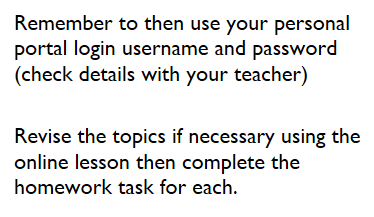 Remember to then use your personal
portal login username and password
(check details with your teacher)
Revise the topics if necessary using the
online lesson then complete the
homework task for each.